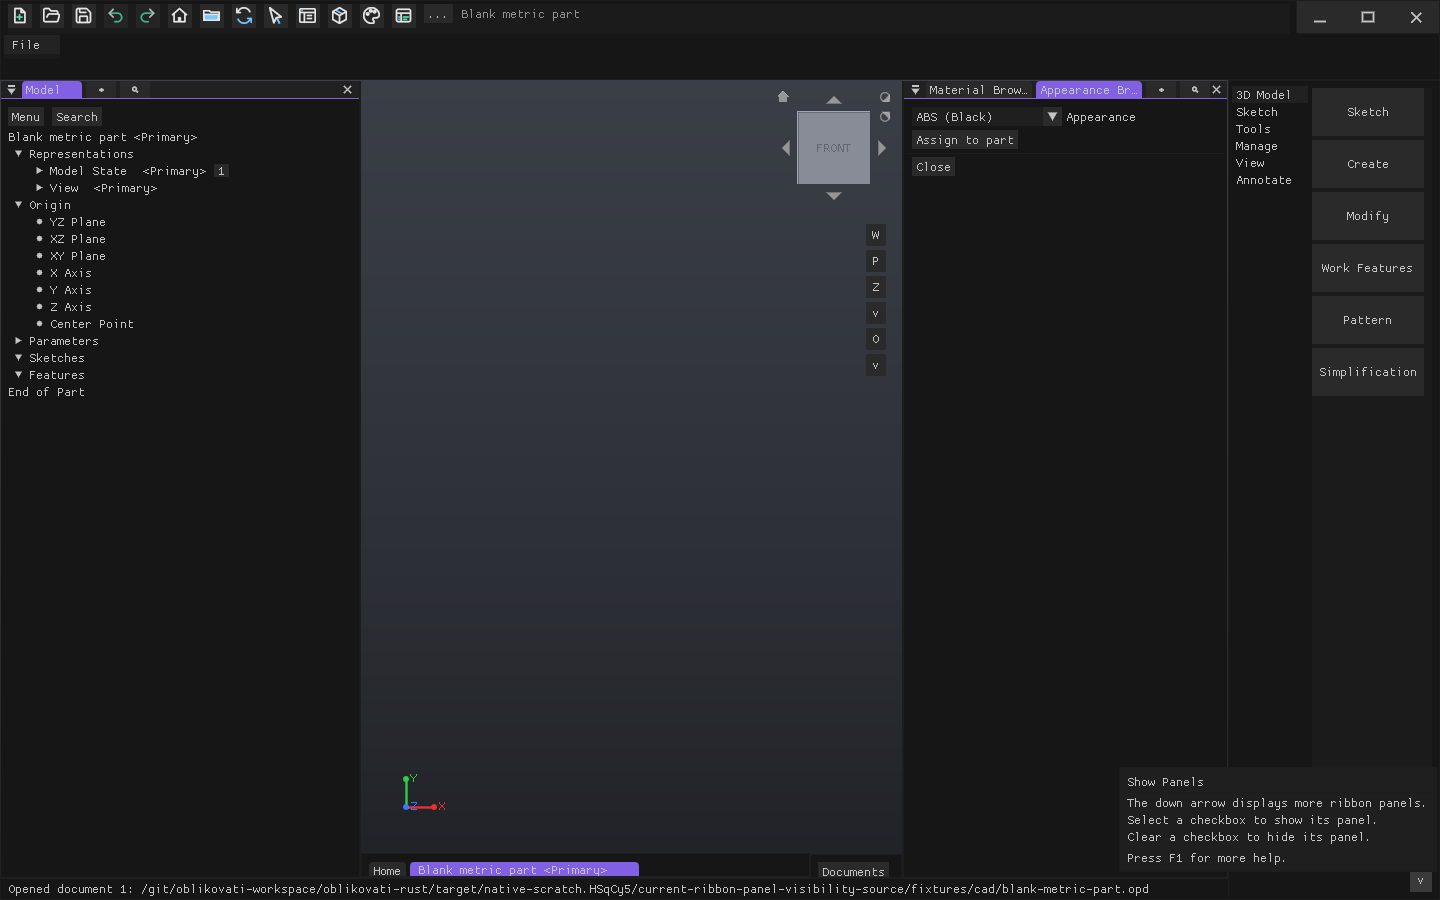 ... Blank metric part
File
Model
Menu Search
Blank metric part <Primary>
Representations
Model State <Primary> 1
View <Primary>
Origin
YZ Plane
XZ Plane
XY Plane
X Axis
Y Axis
Z Axis
Center Point
Parameters
Sketches
Features
End of Part
FRONT
W
P
Z
v
O
v
Y
Z X
Home Blank metric part <Primary> Documents
Material Brow… Appearance Br…
ABS (Black) Appearance
Assign to part
Close
3D Model
Sketch
Tools
Manage
View
Annotate
Sketch
Create
Modify
Work Features
Pattern
Simplification
Show Panels
The down arrow displays more ribbon panels.
Select a checkbox to show its panel.
Clear a checkbox to hide its panel.
Press F1 for more help.
v
Opened document 1: /git/oblikovati-workspace/oblikovati-rust/target/native-scratch.HSqCy5/current-ribbon-panel-visibility-source/fixtures/cad/blank-metric-part.opd